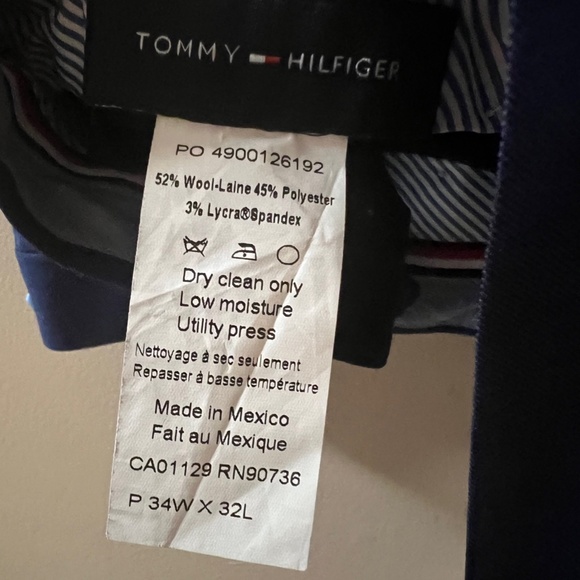 TOMMY HILFIGER
PO 4900126192
52% Wool-Laine 45% Polyester
3% Lycra®Spandex
Dry clean only
Low moisture
Utility press
Nettoyage à sec seulement
Repasser à basse température
Made in Mexico
Fait au Mexique
CA01129 RN90736
P 34W X 32L